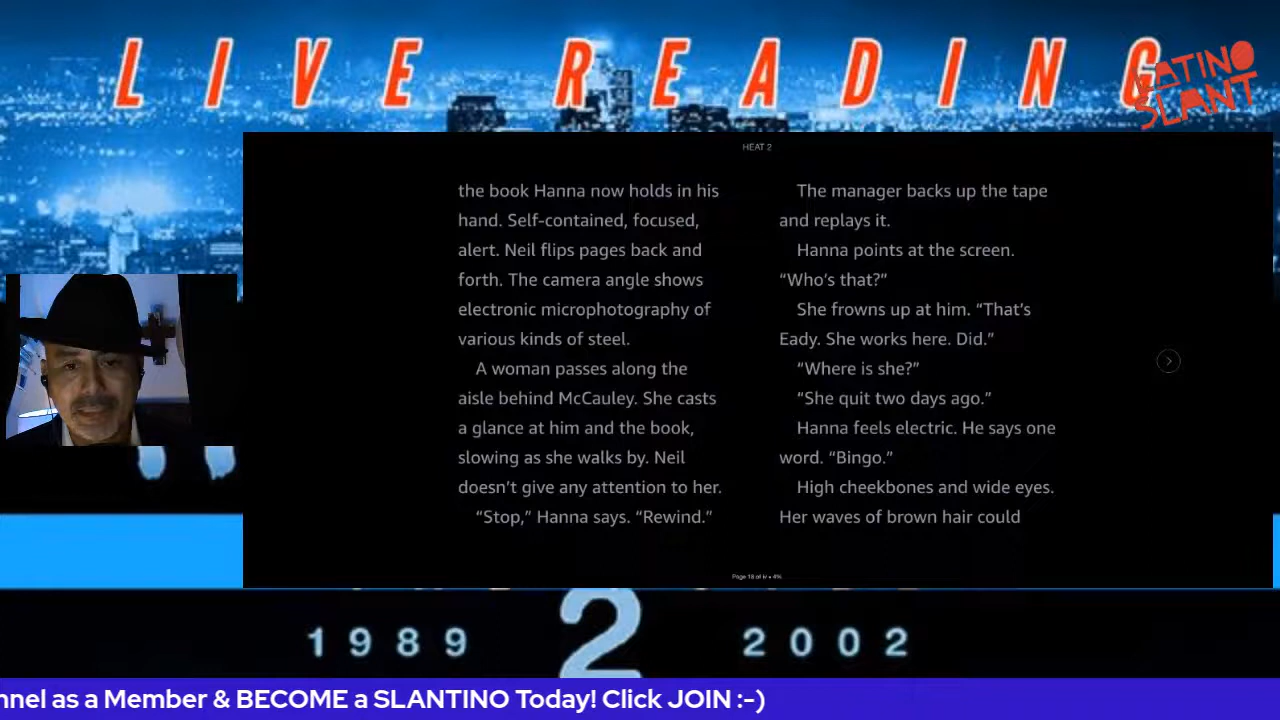 LIVE READING
LATINO
SLANT
HEAT 2
the book Hanna now holds in his
hand. Self-contained, focused,
alert. Neil flips pages back and
forth. The camera angle shows
electronic microphotography of
various kinds of steel.
A woman passes along the
aisle behind McCauley. She casts
a glance at him and the book,
slowing as she walks by. Neil
doesn’t give any attention to her.
“Stop,” Hanna says. “Rewind.”
The manager backs up the tape
and replays it.
Hanna points at the screen.
“Who’s that?”
She frowns up at him. “That’s
Eady. She works here. Did.”
“Where is she?”
“She quit two days ago.”
Hanna feels electric. He says one
word. “Bingo.”
High cheekbones and wide eyes.
Her waves of brown hair could
Page 18 of iv • 4%
1989 2 2002
nnel as a Member & BECOME a SLANTINO Today! Click JOIN :-)